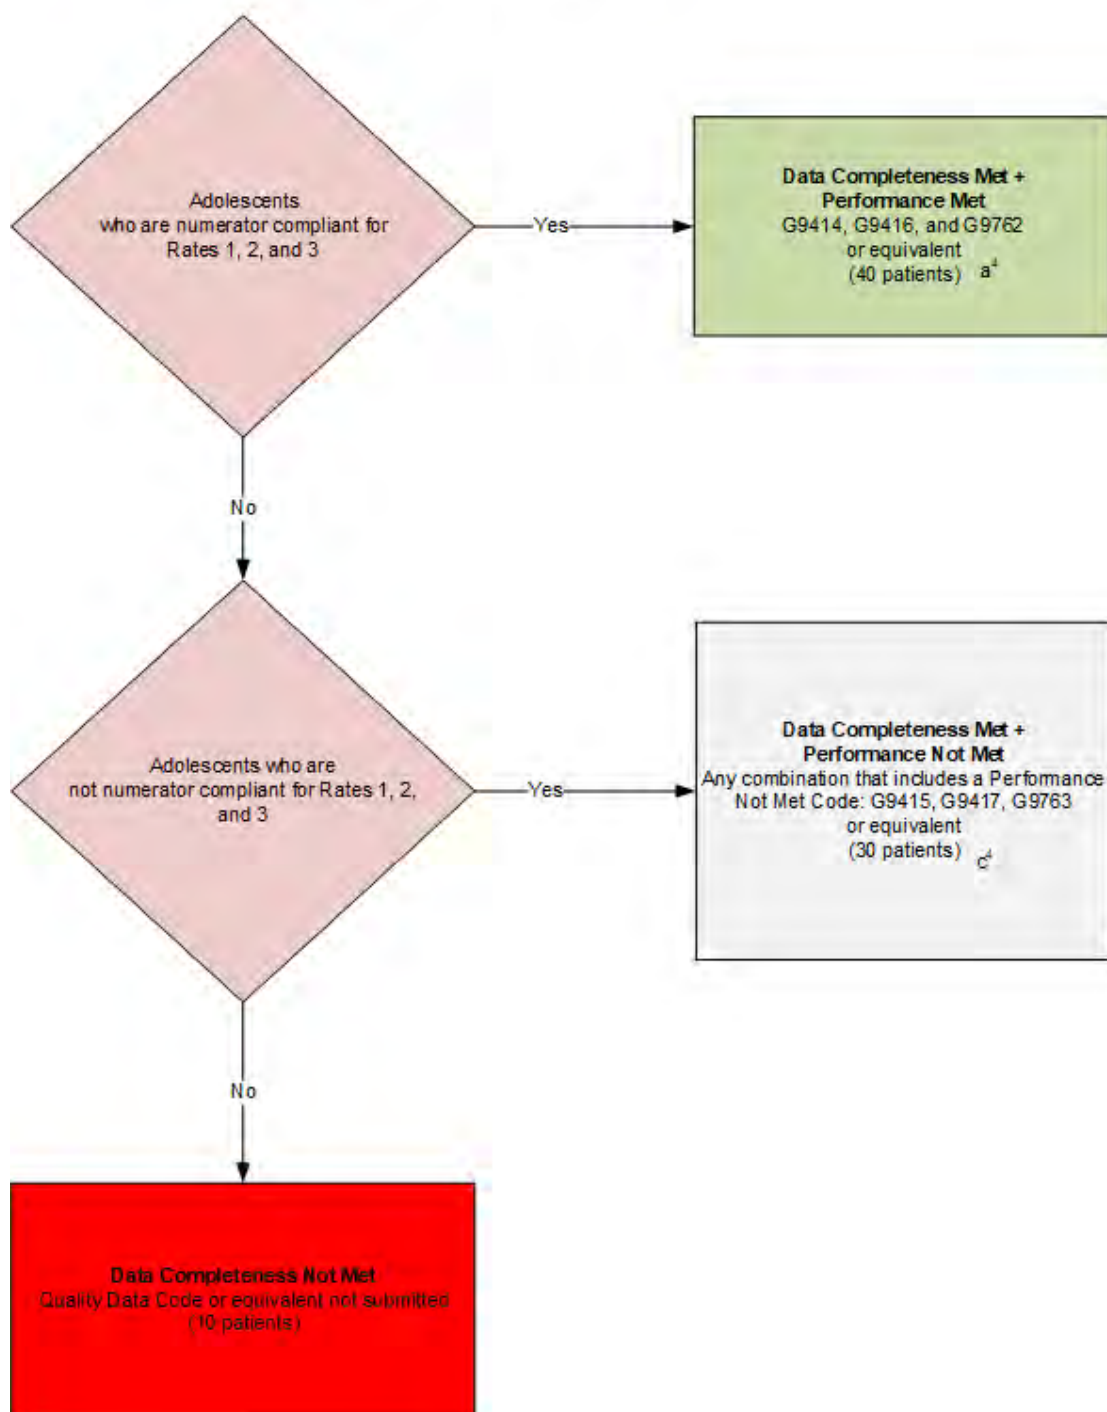 Adolescents
who are numerator compliant for
Rates 1, 2, and 3
Yes
Data Completeness Met +
Performance Met
G9414, G9416, and G9762
or equivalent
(40 patients) a⁴
No
Adolescents who are
not numerator compliant for Rates 1, 2,
and 3
Yes
Data Completeness Met +
Performance Not Met
Any combination that includes a Performance
Not Met Code: G9415, G9417, G9763
or equivalent
(30 patients) c⁴
No
Data Completeness Not Met
Quality Data Code or equivalent not submitted
(10 patients)